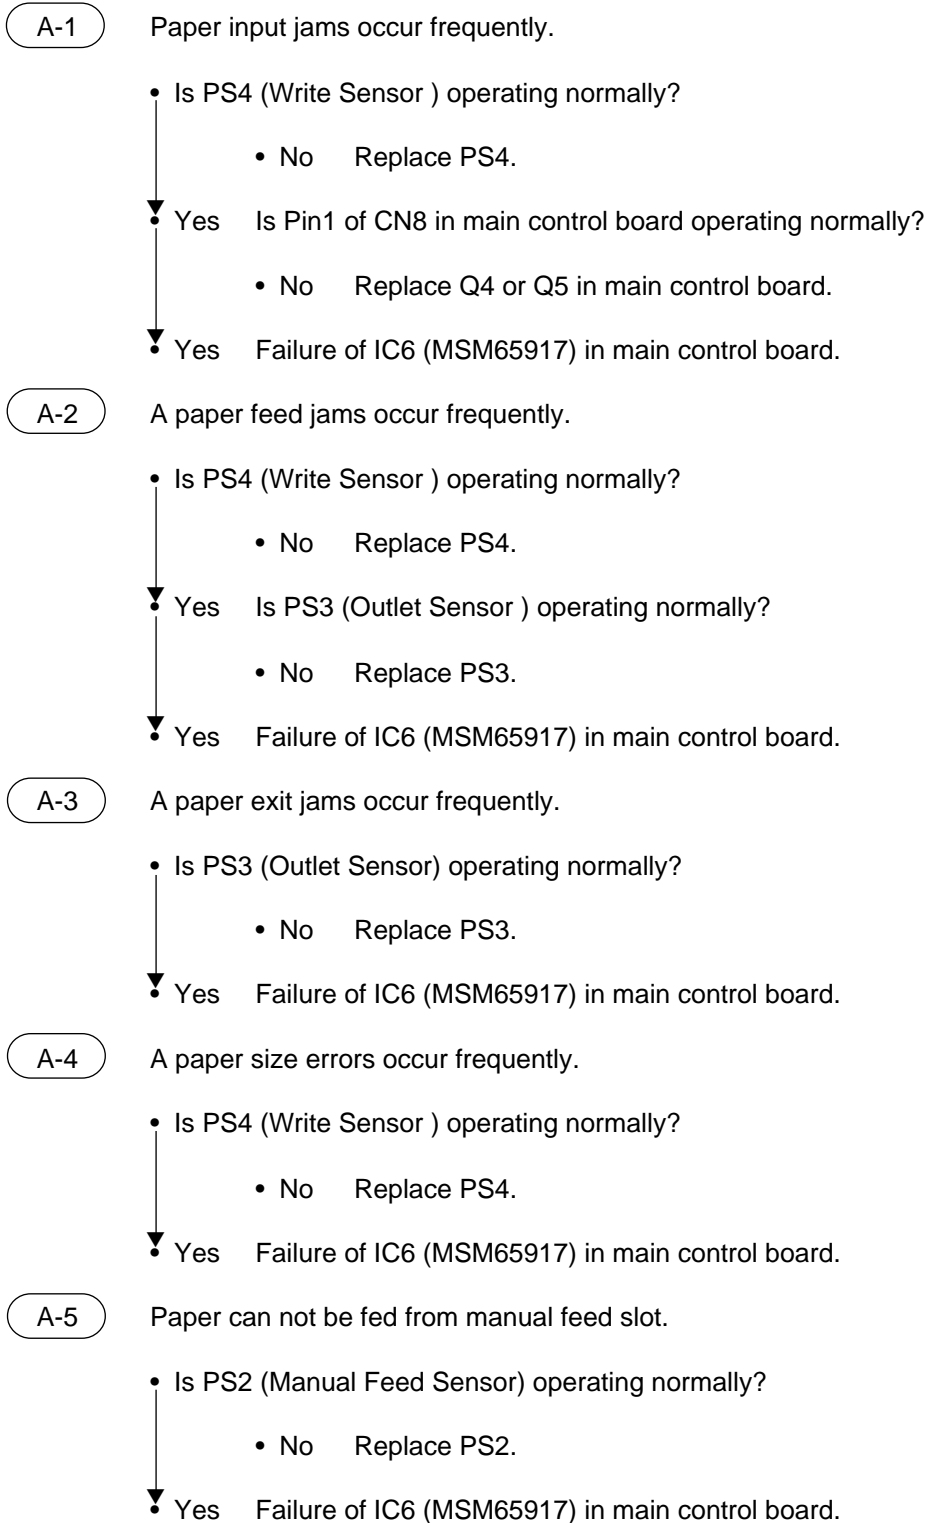 A-1 Paper input jams occur frequently.
• Is PS4 (Write Sensor ) operating normally?
• No Replace PS4.
• Yes Is Pin1 of CN8 in main control board operating normally?
• No Replace Q4 or Q5 in main control board.
• Yes Failure of IC6 (MSM65917) in main control board.
A-2 A paper feed jams occur frequently.
• Is PS4 (Write Sensor ) operating normally?
• No Replace PS4.
• Yes Is PS3 (Outlet Sensor ) operating normally?
• No Replace PS3.
• Yes Failure of IC6 (MSM65917) in main control board.
A-3 A paper exit jams occur frequently.
• Is PS3 (Outlet Sensor) operating normally?
• No Replace PS3.
• Yes Failure of IC6 (MSM65917) in main control board.
A-4 A paper size errors occur frequently.
• Is PS4 (Write Sensor ) operating normally?
• No Replace PS4.
• Yes Failure of IC6 (MSM65917) in main control board.
A-5 Paper can not be fed from manual feed slot.
• Is PS2 (Manual Feed Sensor) operating normally?
• No Replace PS2.
• Yes Failure of IC6 (MSM65917) in main control board.